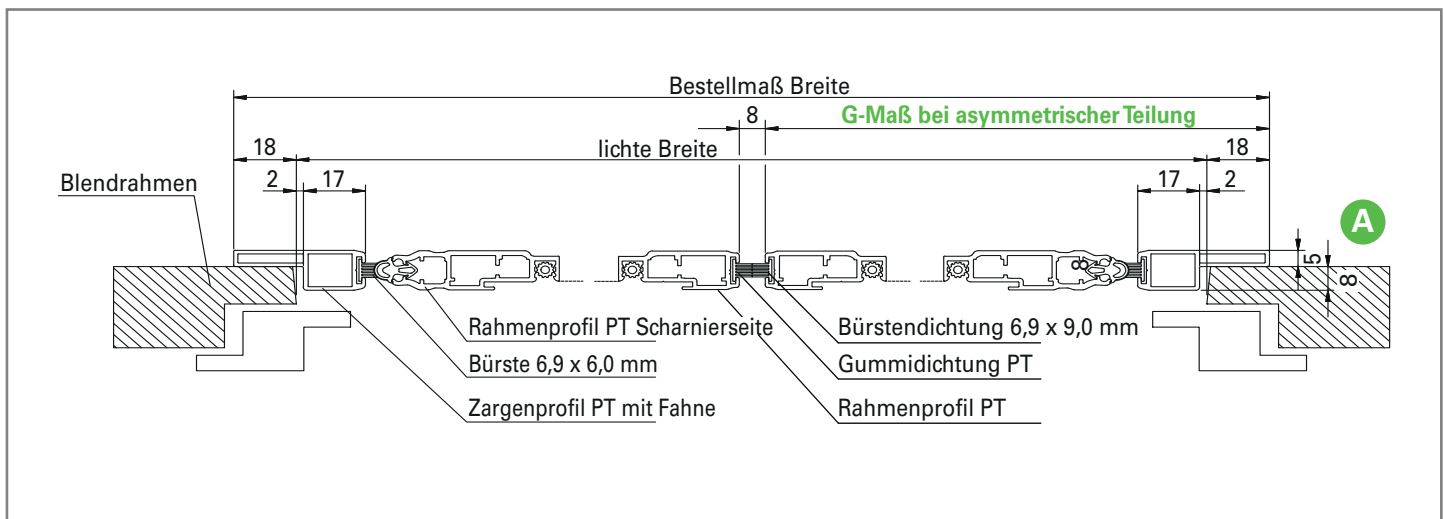 Bestellmaß Breite
8
G-Maß bei asymmetrischer Teilung
18
lichte Breite
18
Blendrahmen
2
17
17
2
A
8
5
8
Rahmenprofil PT Scharnierseite
Bürstendichtung 6,9 x 9,0 mm
Bürste 6,9 x 6,0 mm
Gummidichtung PT
Zargenprofil PT mit Fahne
Rahmenprofil PT